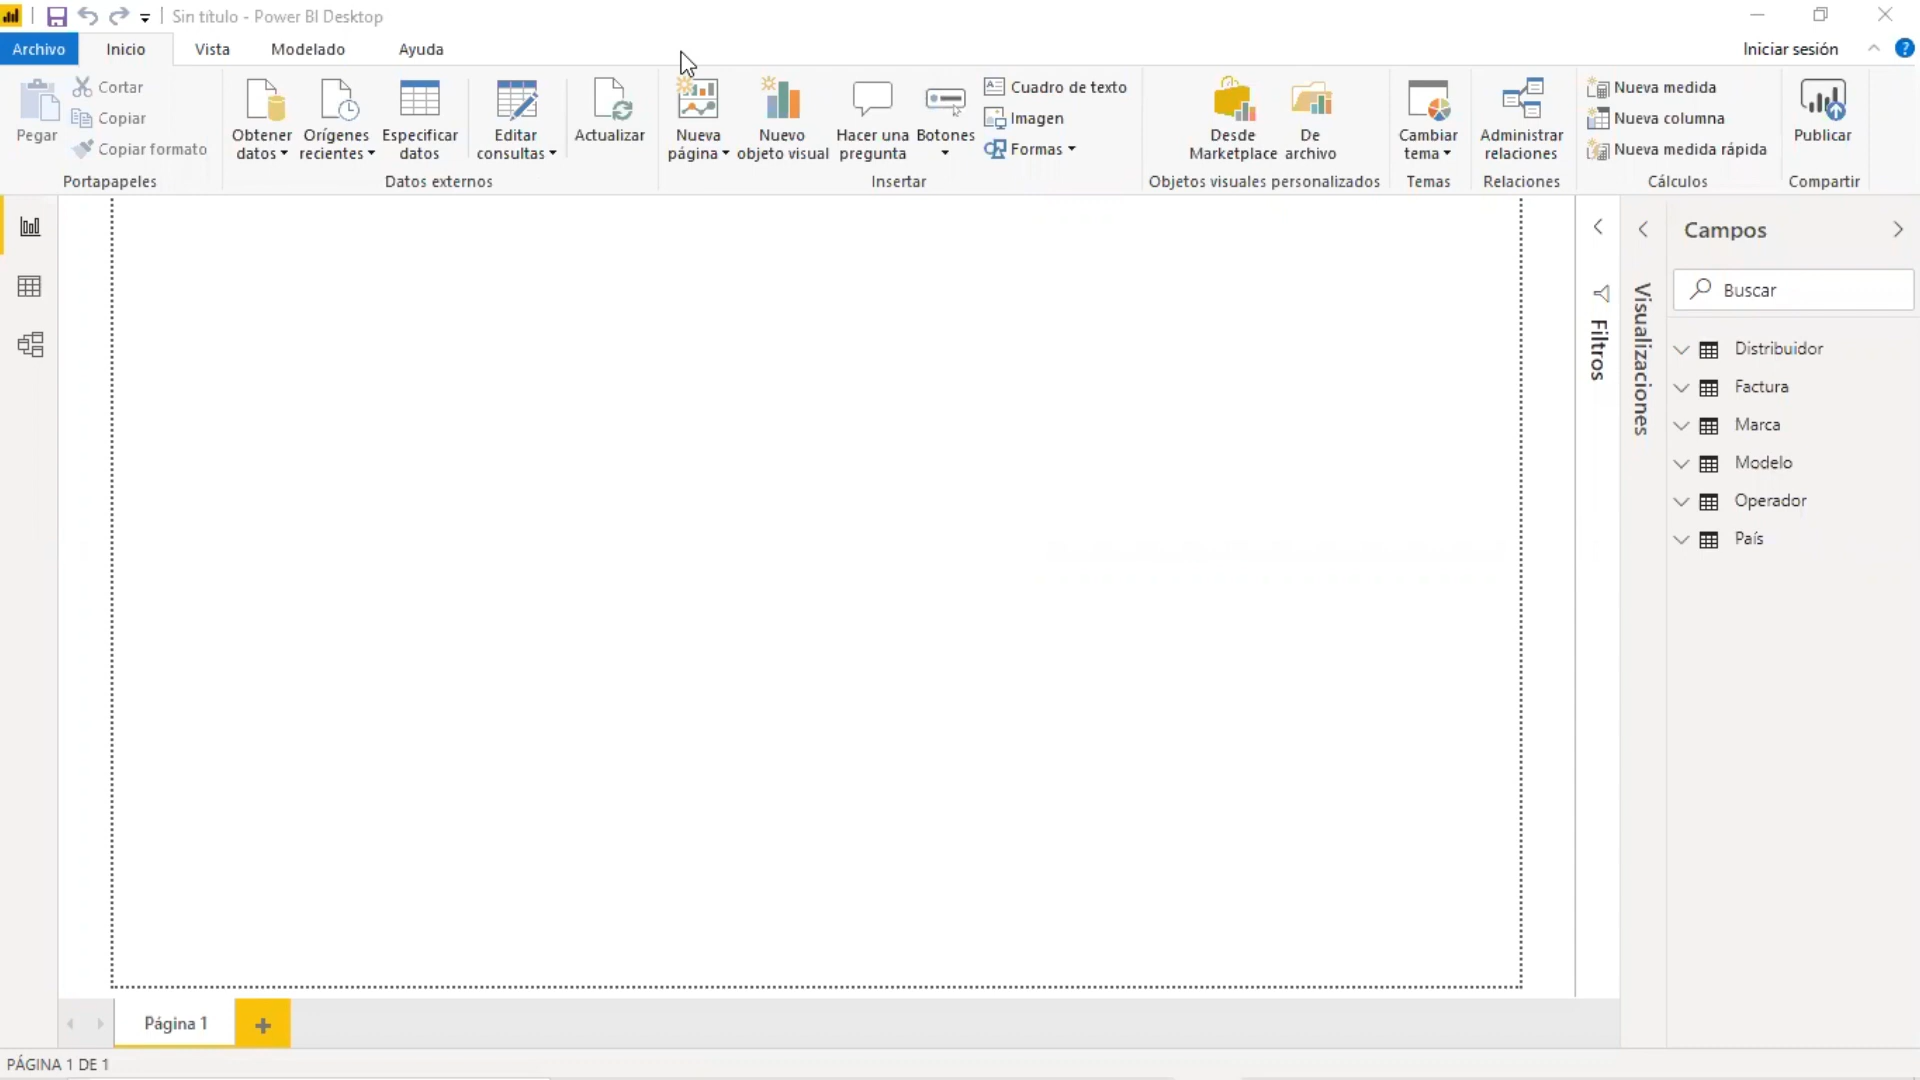 Sin título - Power BI Desktop
Archivo
Inicio
Vista
Modelado
Ayuda
Iniciar sesión
?
Pegar
Cortar
Copiar
Copiar formato
Portapapeles
Obtener
datos
Orígenes
recientes
Especificar
datos
Editar
consultas
Actualizar
Datos externos
Nueva
página
Nuevo
objeto visual
Hacer una
pregunta
Botones
Cuadro de texto
Imagen
Formas
Insertar
Desde
Marketplace
De
archivo
Objetos visuales personalizados
Cambiar
tema
Temas
Administrar
relaciones
Relaciones
Nueva medida
Nueva columna
Nueva medida rápida
Cálculos
Publicar
Compartir
Filtros
Visualizaciones
Campos
Buscar
Distribuidor
Factura
Marca
Modelo
Operador
País
Página 1
PÁGINA 1 DE 1